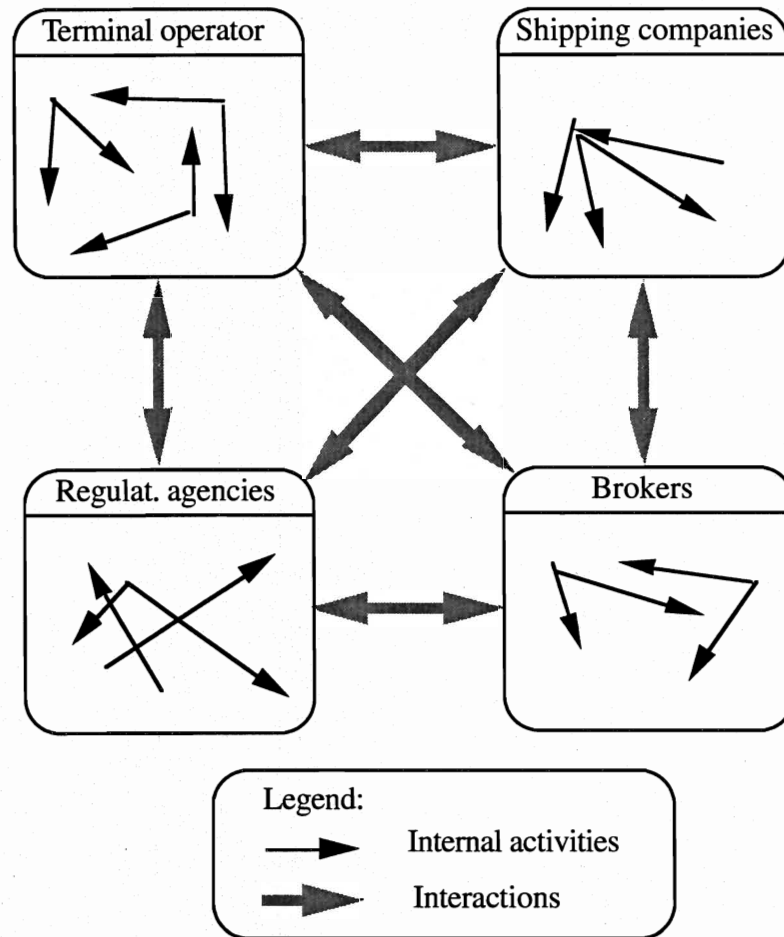 Terminal operator
Shipping companies
Regulat. agencies
Brokers
Legend:
Internal activities
Interactions